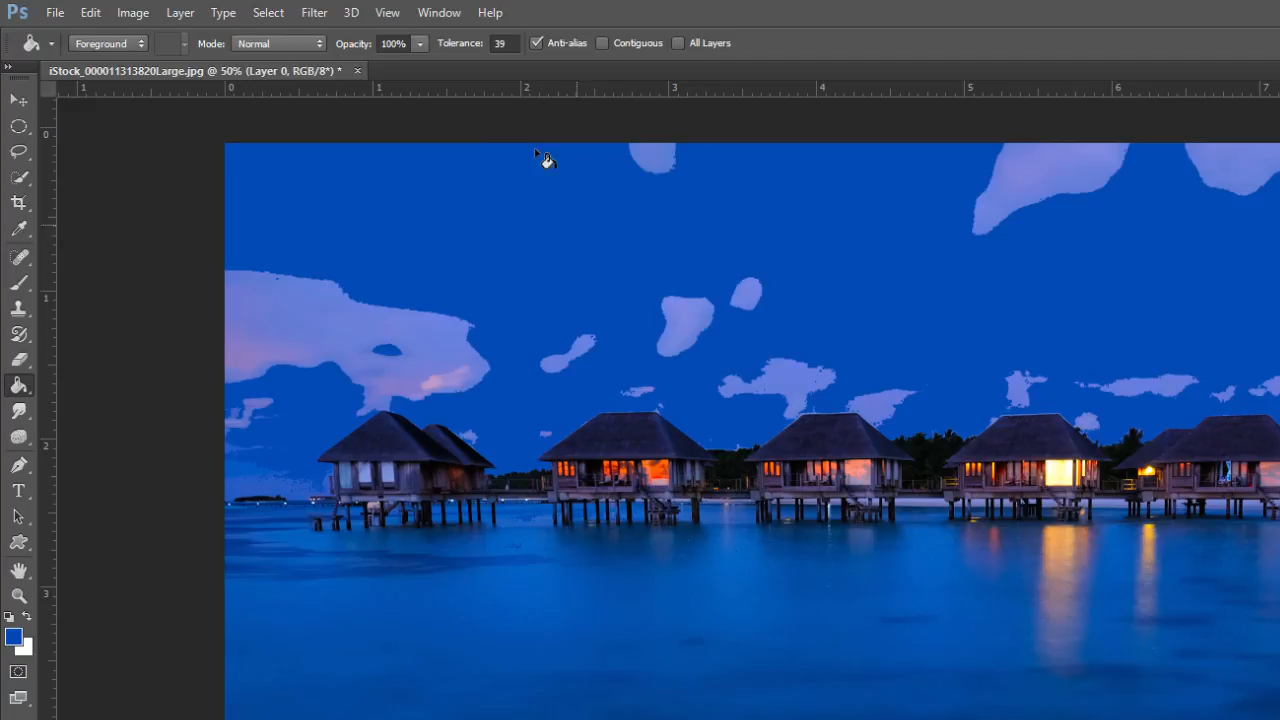 Ps File Edit Image Layer Type Select Filter 3D View Window Help
Foreground Mode: Normal Opacity: 100% Tolerance: 39 Anti-alias Contiguous All Layers
iStock_000011313820Large.jpg @ 50% (Layer 0, RGB/8*) * ×
1 0 1 2 3 4 5 6 7
0
1
2
3
T